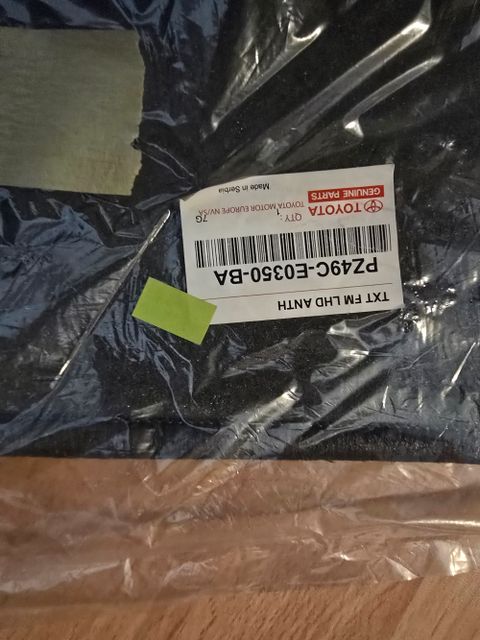 TXT FM LHD ANTH
PZ49C-E0350-BA
QTY : 1
7G
TOYOTA MOTOR EUROPE NV/SA
TOYOTA
GENUINE PARTS
Made in Serbia